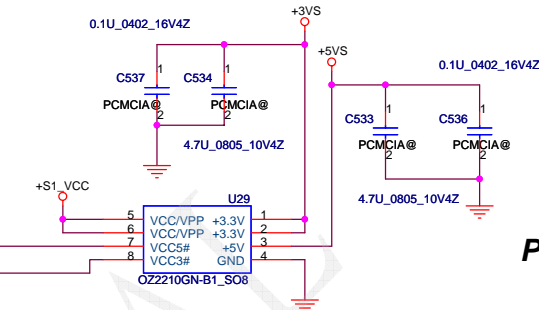 +3VS
0.1U_0402_16V4Z
+5VS
0.1U_0402_16V4Z
C537
1
C534
1
PCMCIA@
2
PCMCIA@
2
C533
1
C536
1
PCMCIA@
2
PCMCIA@
2
4.7U_0805_10V4Z
+S1_VCC
4.7U_0805_10V4Z
U29
5 VCC/VPP +3.3V 1
6 VCC/VPP +3.3V 2
7 VCC5# +5V 3
8 VCC3# GND 4
OZ2210GN-B1_SO8
P